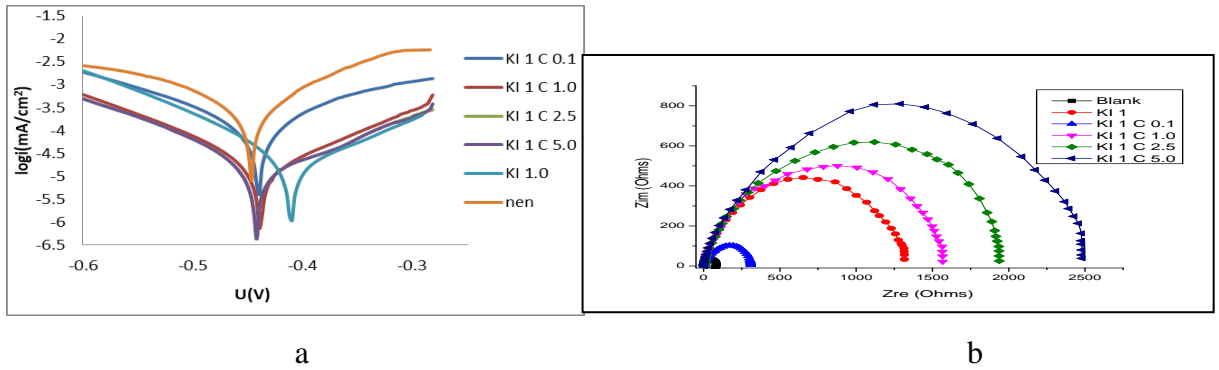 -1.5
-2
-2.5
-3
-3.5
-4
-4.5
-5
-5.5
-6
-6.5
logi(mA/cm²)
-0.6
-0.5
-0.4
-0.3
U(V)
KI 1 C 0.1
KI 1 C 1.0
KI 1 C 2.5
KI 1 C 5.0
KI 1.0
nen
a
800
600
400
200
0
Zim (Ohms)
0
500
1000
1500
2000
2500
Zre (Ohms)
Blank
KI 1
KI 1 C 0.1
KI 1 C 1.0
KI 1 C 2.5
KI 1 C 5.0
b